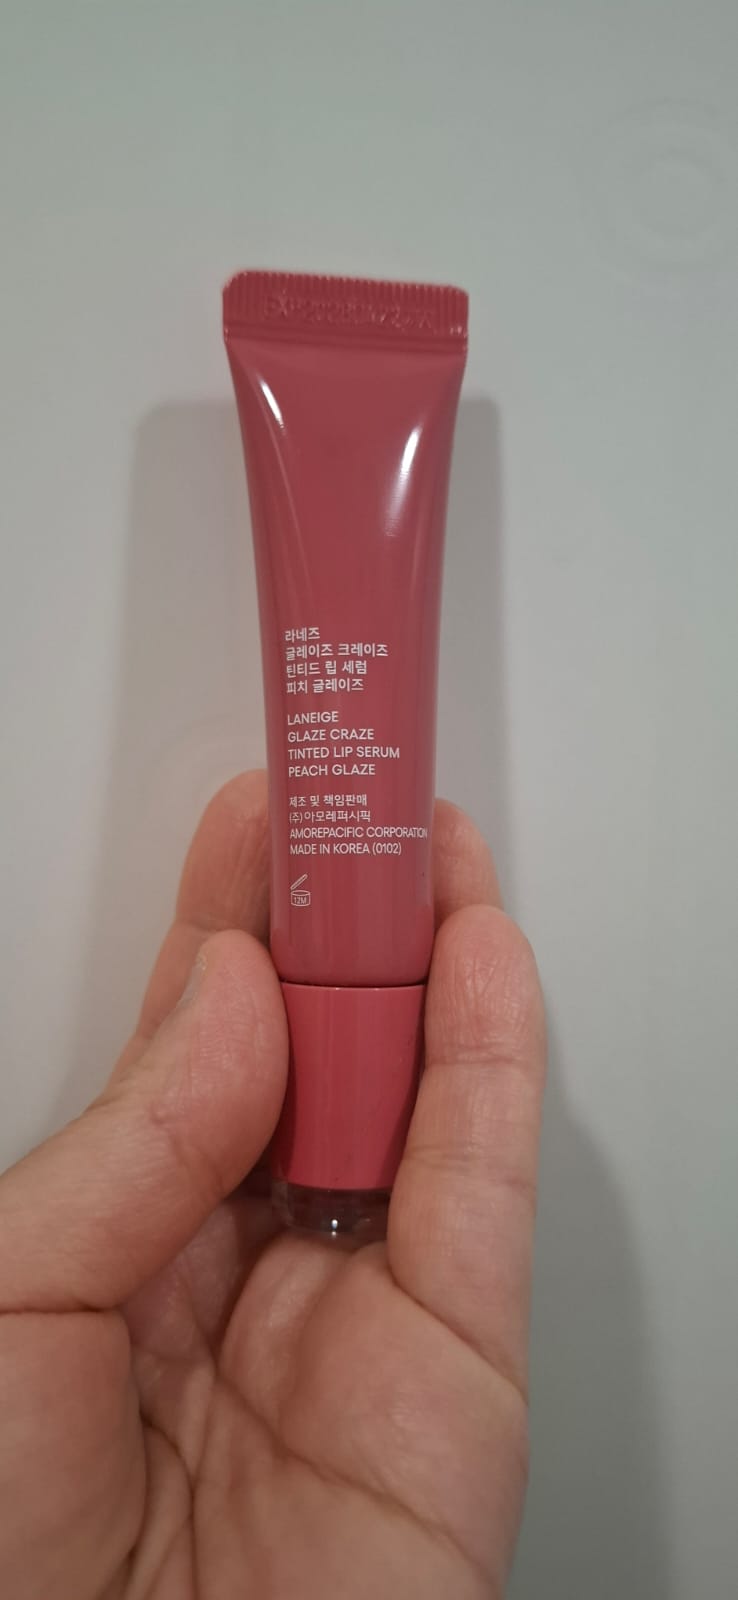 라네즈
글레이즈 크레이즈
틴티드 립 세럼
피치 글레이즈
LANEIGE
GLAZE CRAZE
TINTED LIP SERUM
PEACH GLAZE
제조 및 책임판매
(주)아모레퍼시픽
AMOREPACIFIC CORPORATION
MADE IN KOREA (0102)
12M